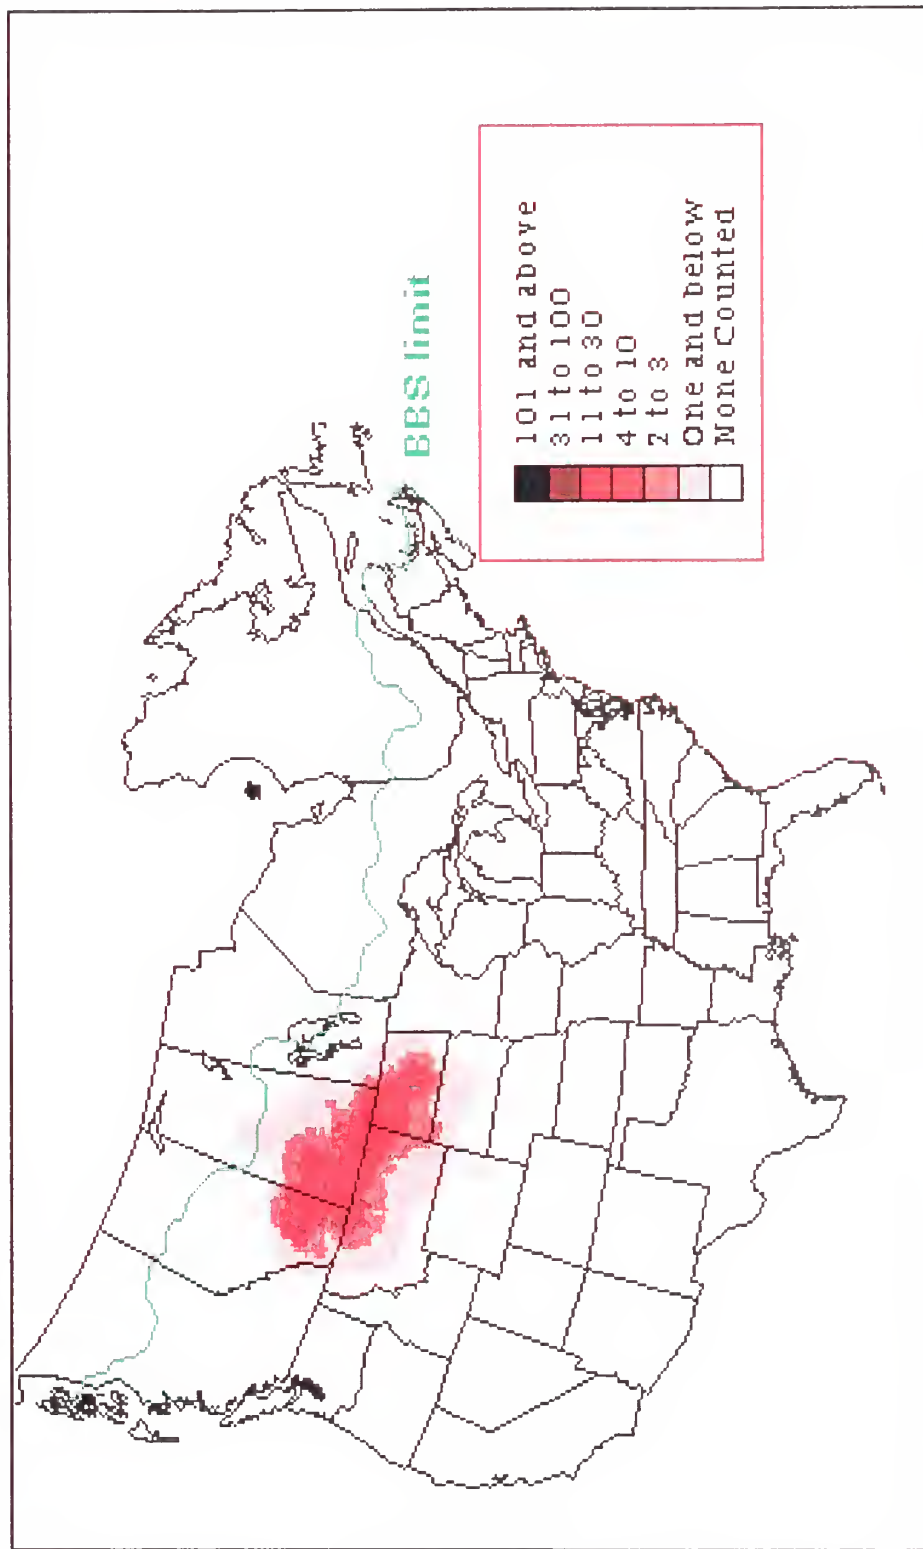 BBS limit
101 and above
31 to 100
11 to 30
4 to 10
2 to 3
One and below
None Counted